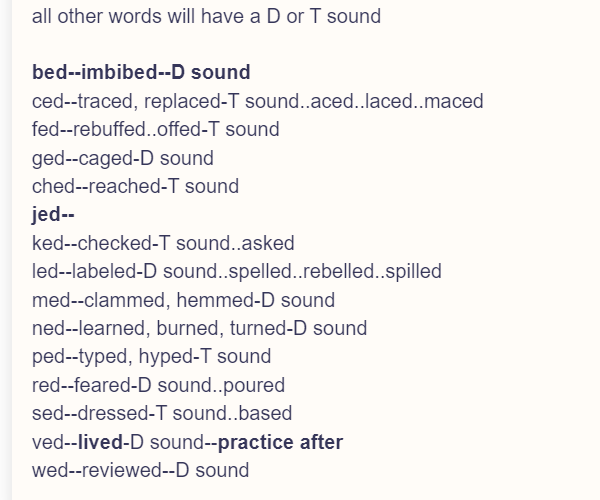 all other words will have a D or T sound
bed--imbibed--D sound
ced--traced, replaced-T sound..aced..laced..maced
fed--rebuffed..offed-T sound
ged--caged-D sound
ched--reached-T sound
jed--
ked--checked-T sound..asked
led--labeled-D sound..spelled..rebelled..spilled
med--clammed, hemmed-D sound
ned--learned, burned, turned-D sound
ped--typed, hyped-T sound
red--feared-D sound..poured
sed--dressed-T sound..based
ved--lived-D sound--practice after
wed--reviewed--D sound